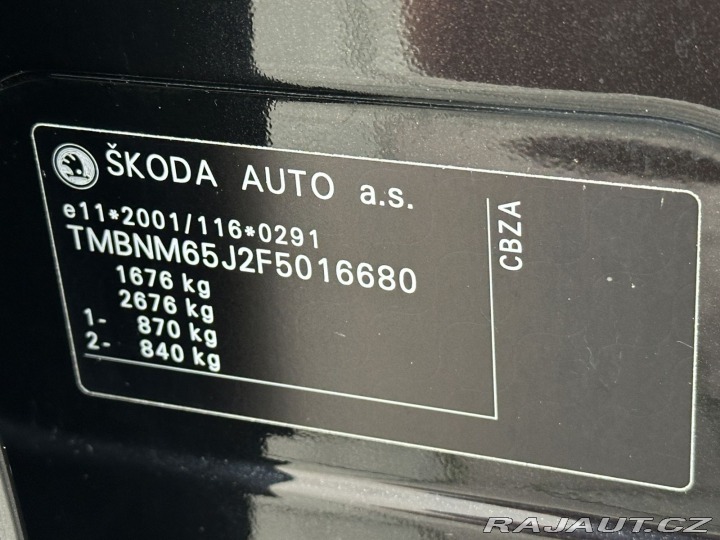 ŠKODA AUTO a.s.
e11*2001/116*0291
TMBNM65J2F5016680
1676 kg
2676 kg
1- 870 kg
2- 840 kg
CBZA
RAJAUT.CZ